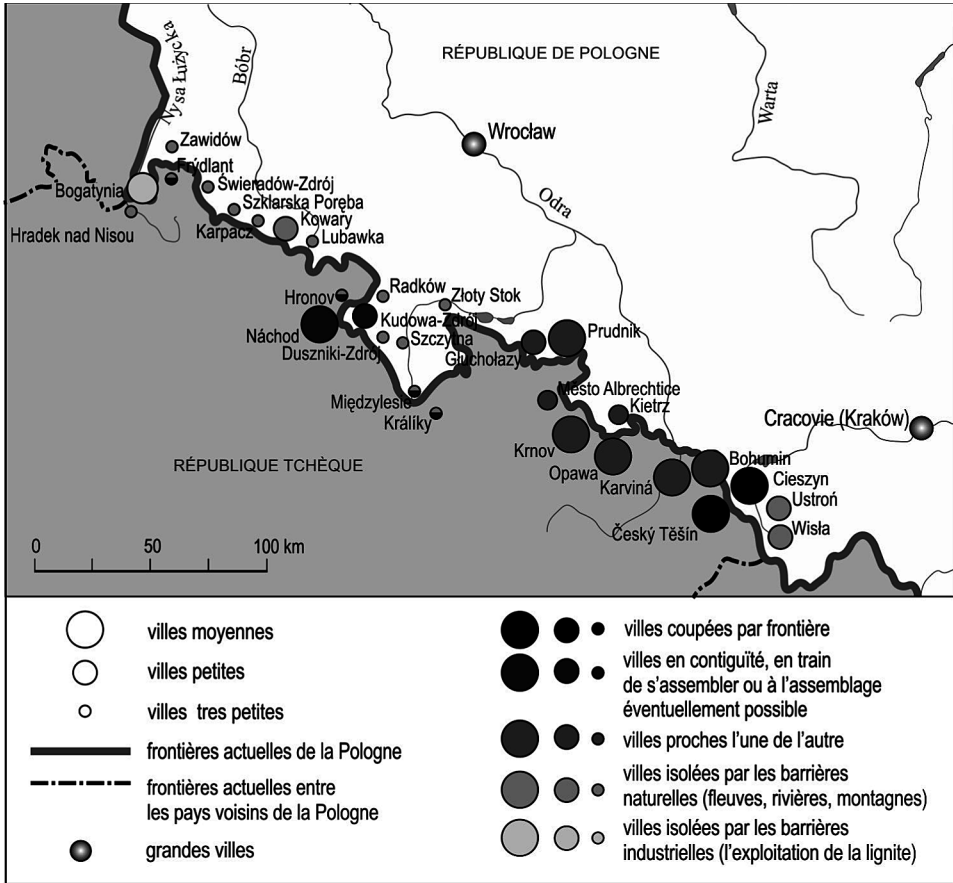 RÉPUBLIQUE DE POLOGNE
Nysa Łużycka
Bóbr
Warta
Wrocław
Zawidów
Frýdlant
Bogatynia
Świeradów-Zdrój
Odra
Szklarska Poręba
Hradek nad Nisou
Karpacz
Kowary
Lubawka
Hronov
Radków
Złoty Stok
Náchod
Kudowa-Zdrój
Duszniki-Zdrój
Szczytna
Głuchołazy
Prudnik
Międzylesie
Mesto Albrechtice
Králíky
Kietrz
Cracovie (Kraków)
Krnov
RÉPUBLIQUE TCHÈQUE
Opawa
Bohumin
Karviná
Cieszyn
Ustroń
Český Těšín
Wisła
0 50 100 km
villes moyennes
villes petites
villes tres petites
frontières actuelles de la Pologne
frontières actuelles entre
les pays voisins de la Pologne
grandes villes
villes coupées par frontière
villes en contiguïté, en train
de s'assembler ou à l'assemblage
éventuellement possible
villes proches l'une de l'autre
villes isolées par les barrières
naturelles (fleuves, rivières, montagnes)
villes isolées par les barrières
industrielles (l'exploitation de la lignite)